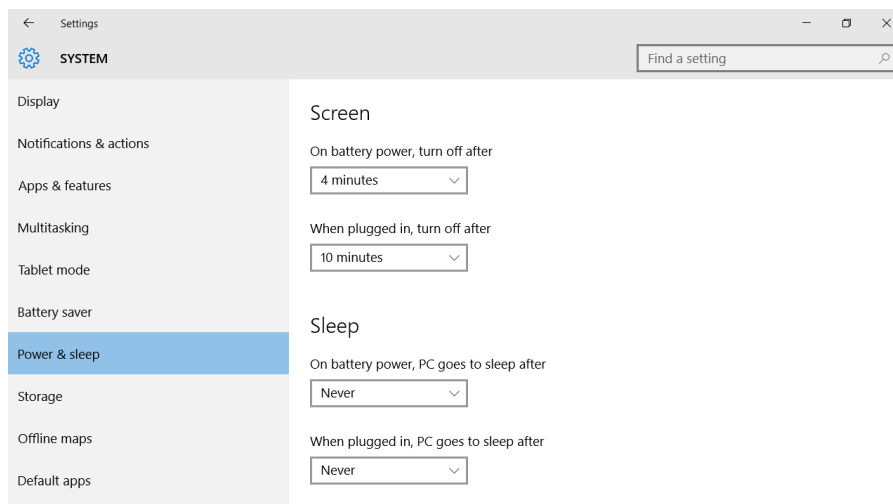 Settings
SYSTEM
Find a setting
Display
Notifications & actions
Apps & features
Multitasking
Tablet mode
Battery saver
Power & sleep
Storage
Offline maps
Default apps
Screen
On battery power, turn off after
4 minutes
When plugged in, turn off after
10 minutes
Sleep
On battery power, PC goes to sleep after
Never
When plugged in, PC goes to sleep after
Never